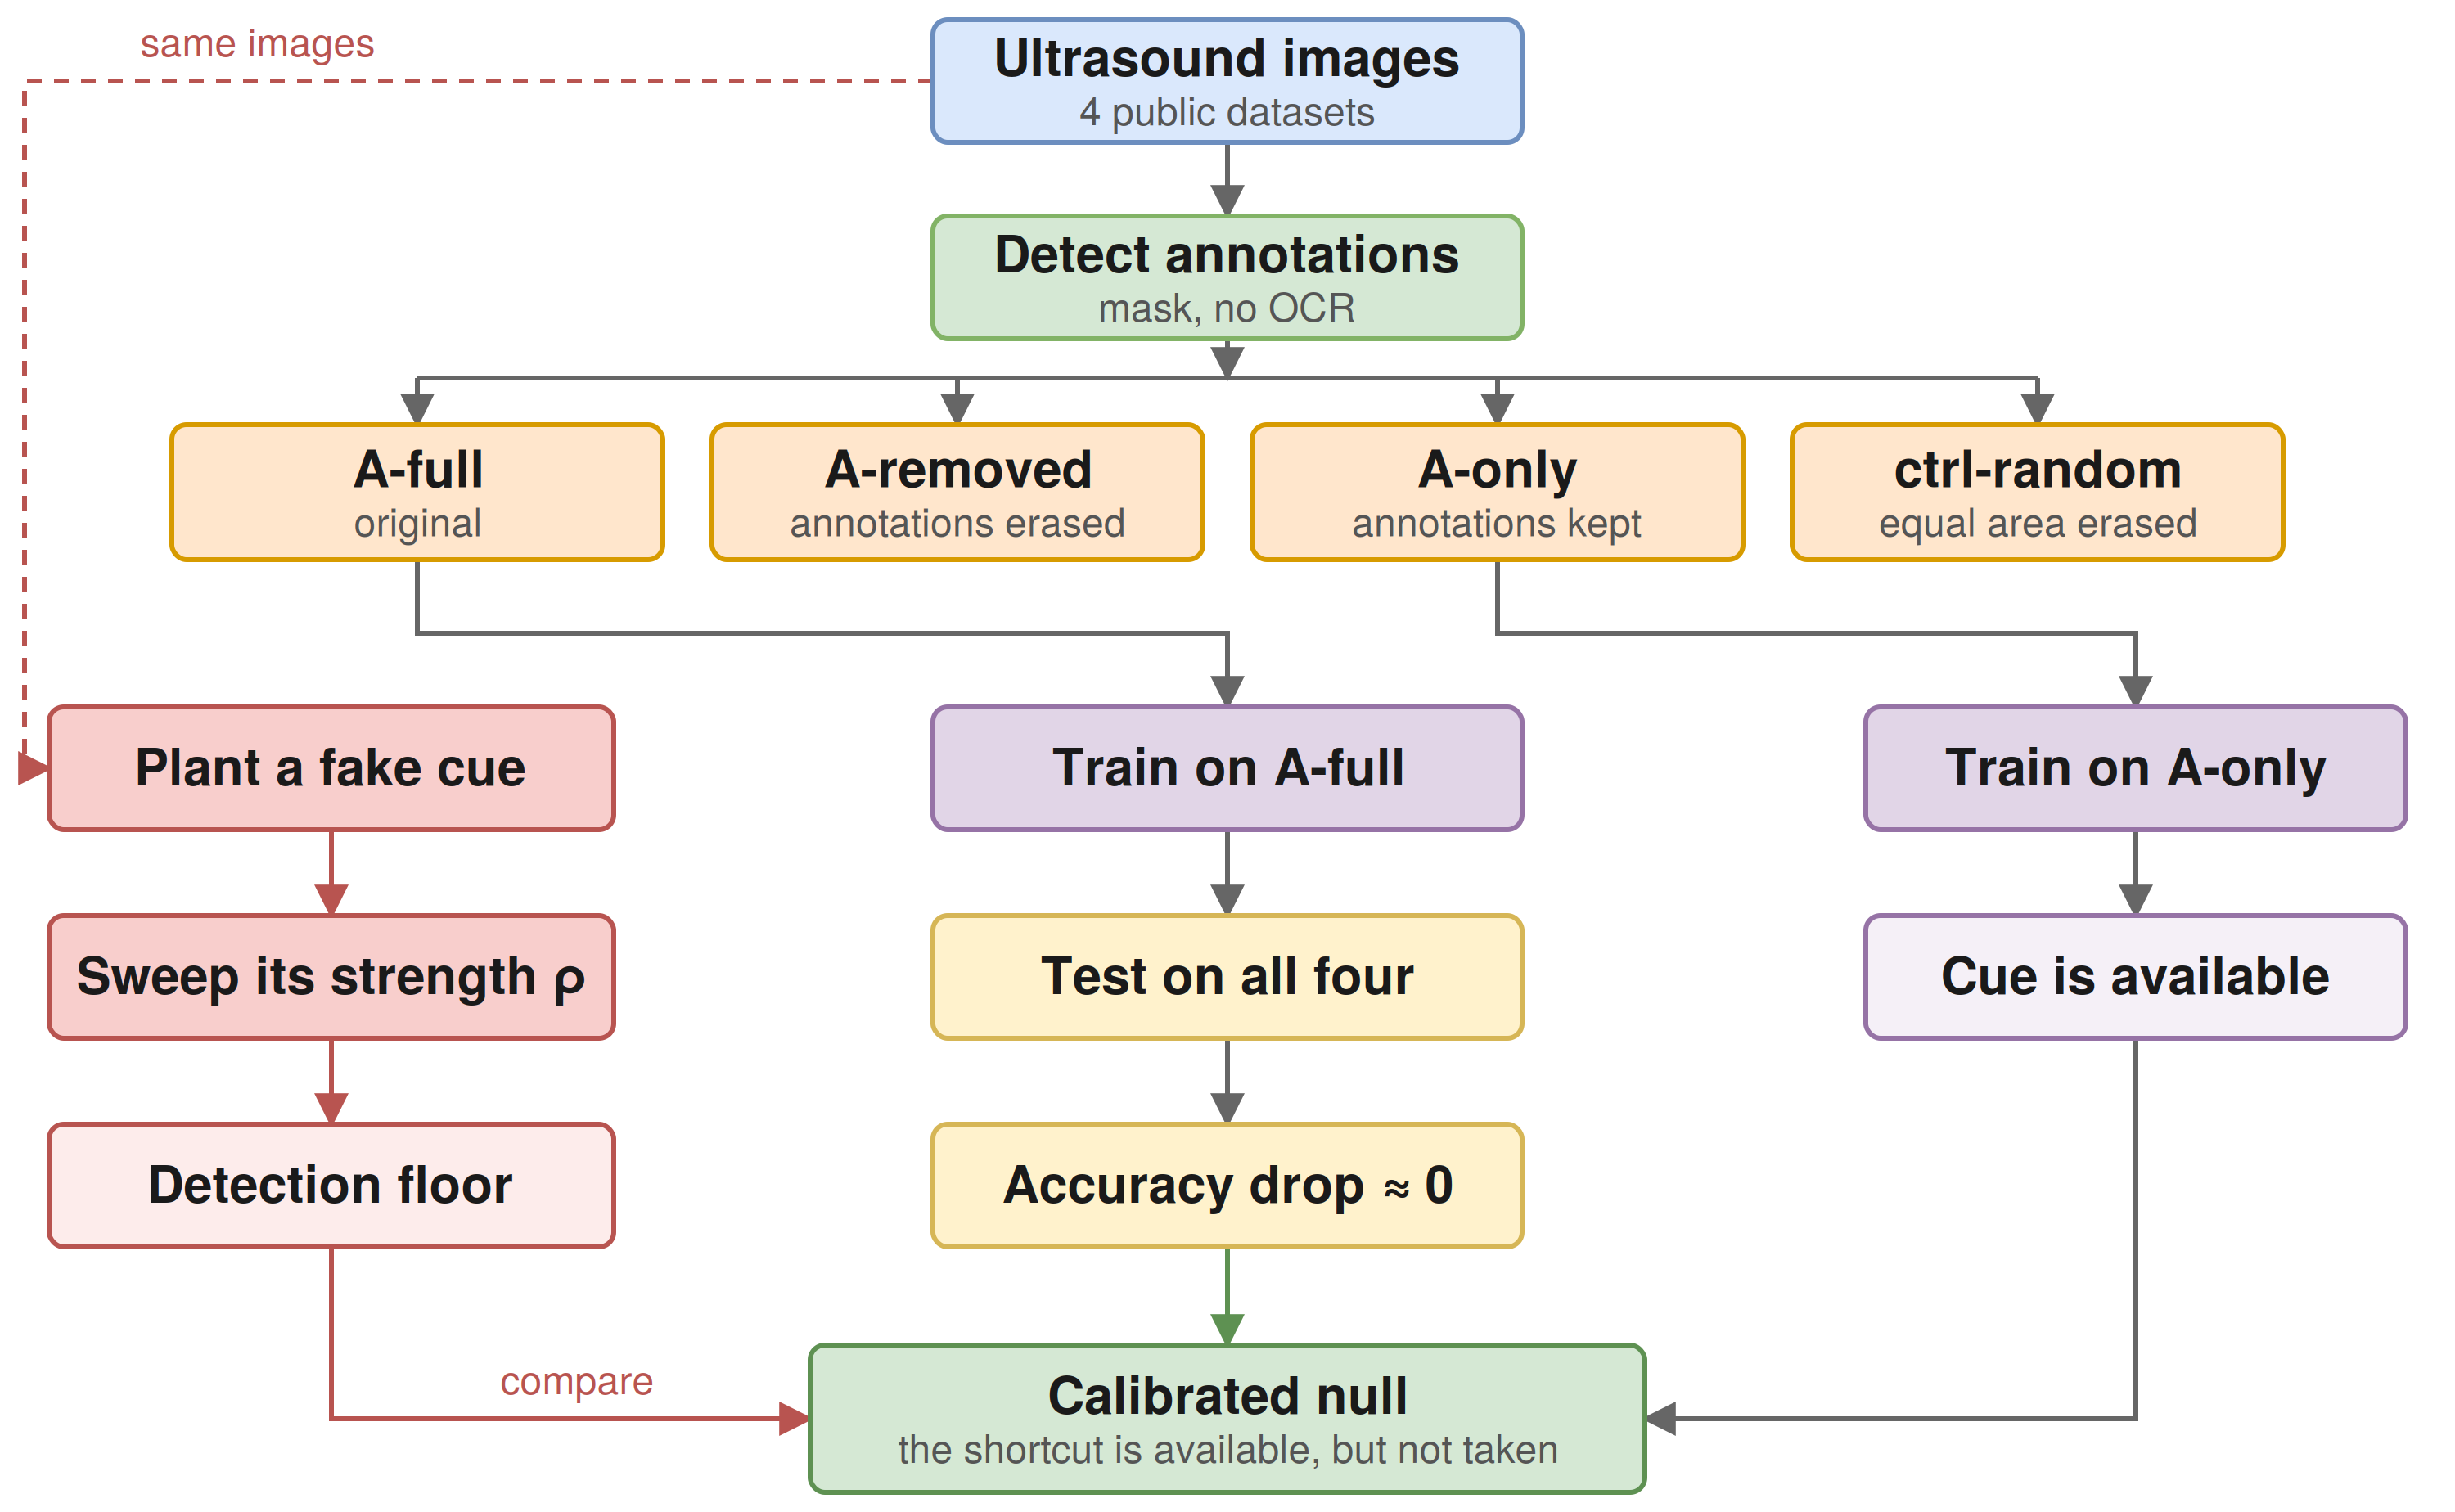 same images
Ultrasound images
4 public datasets
Detect annotations
mask, no OCR
A-full
original
A-removed
annotations erased
A-only
annotations kept
ctrl-random
equal area erased
Plant a fake cue
Train on A-full
Train on A-only
Sweep its strength ρ
Test on all four
Cue is available
Detection floor
Accuracy drop ≈ 0
compare
Calibrated null
the shortcut is available, but not taken